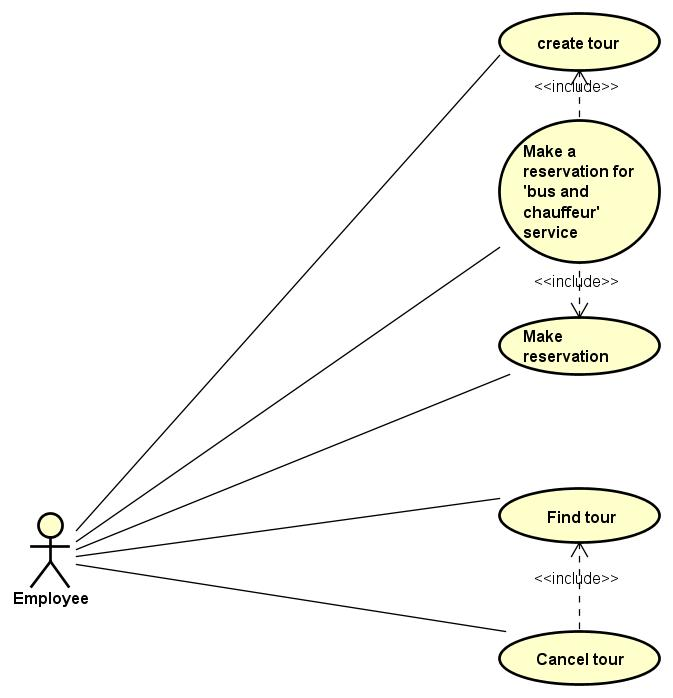 create tour
<<include>>
Make a
reservation for
'bus and
chauffeur'
service
<<include>>
Make
reservation
Find tour
<<include>>
Cancel tour
Employee